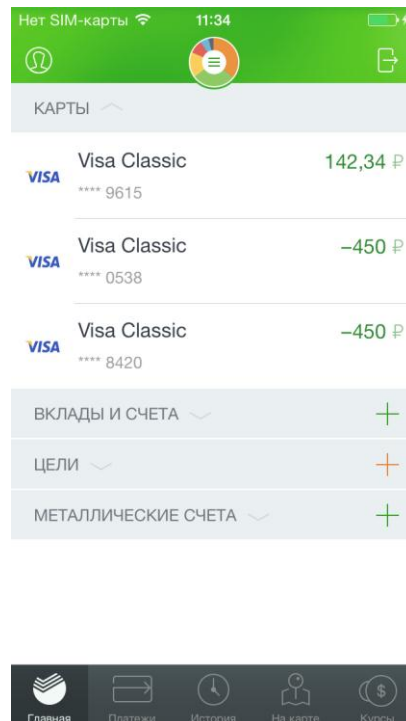 Нет SIM-карты 11:34
КАРТЫ
Visa Classic 142,34 ₽
VISA
**** 9615
Visa Classic –450 ₽
VISA
**** 0538
Visa Classic –450 ₽
VISA
**** 8420
ВКЛАДЫ И СЧЕТА
ЦЕЛИ
МЕТАЛЛИЧЕСКИЕ СЧЕТА
Главная Платежи История На карте Курсы